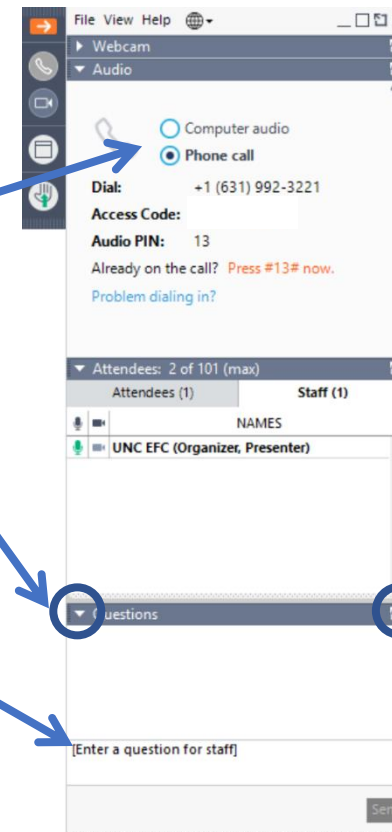 File View Help
Webcam
Audio
Computer audio
Phone call
Dial: +1 (631) 992-3221
Access Code:
Audio PIN: 13
Already on the call? Press #13# now.
Problem dialing in?
Attendees: 2 of 101 (max)
Attendees (1) Staff (1)
NAMES
UNC EFC (Organizer, Presenter)
Questions
[Enter a question for staff]